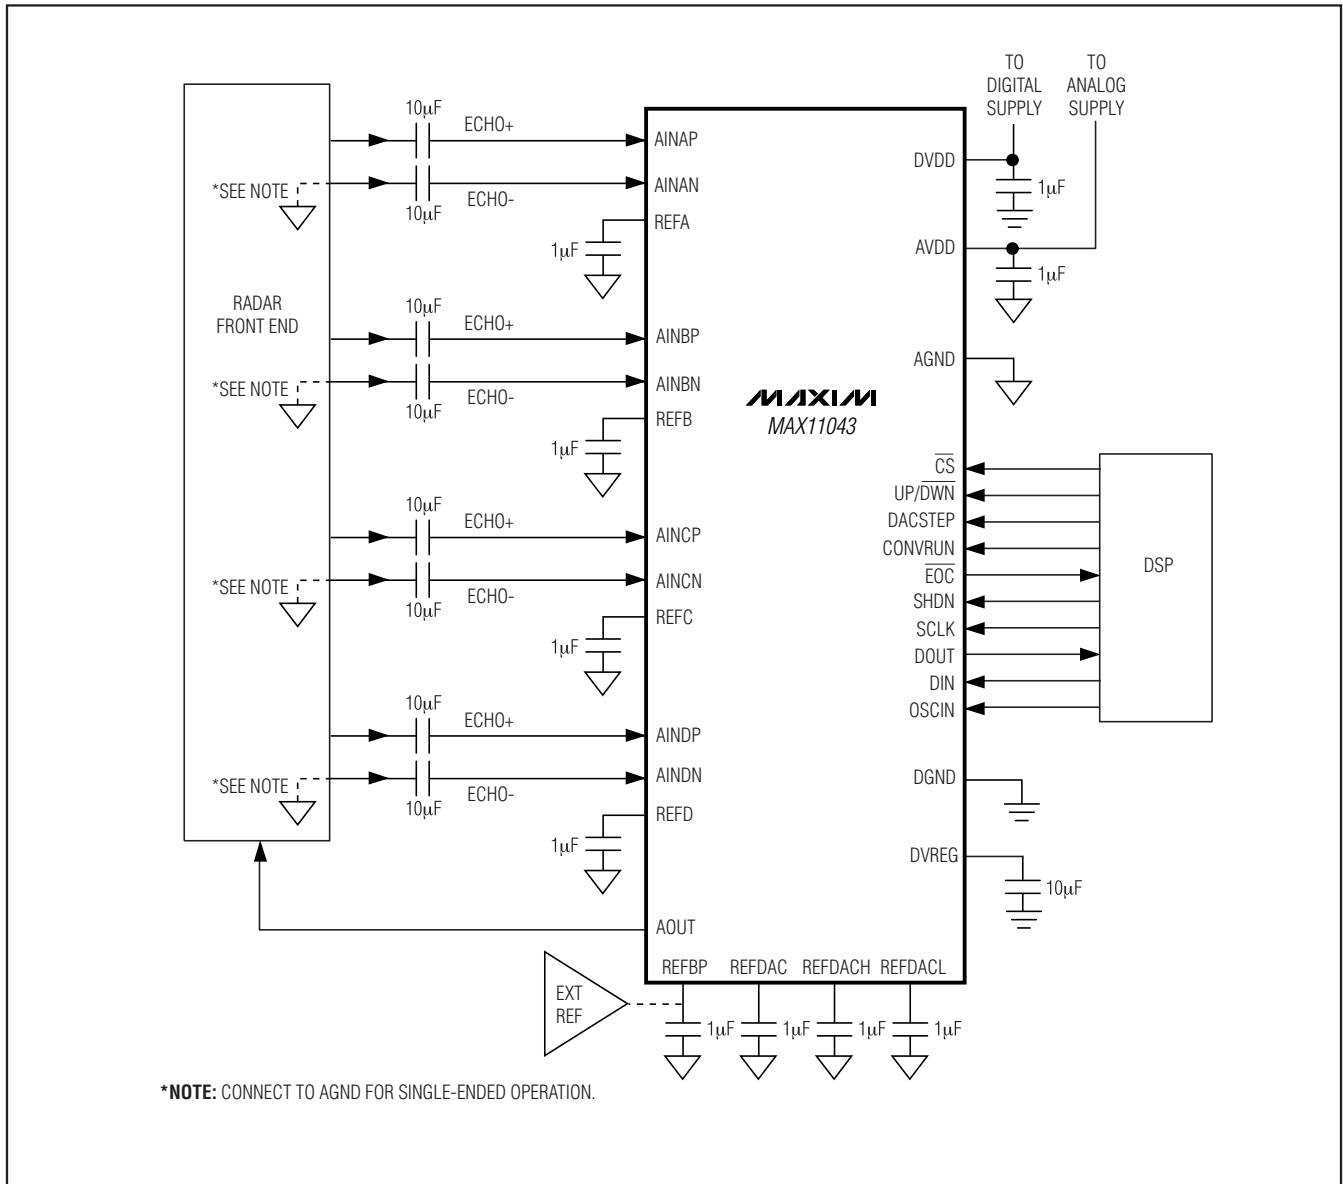 TO
DIGITAL
SUPPLY
TO
ANALOG
SUPPLY
10µF
ECHO+
AINAP
*SEE NOTE
10µF
ECHO-
AINAN
REFA
1µF
RADAR
FRONT END
10µF
ECHO+
AINBP
*SEE NOTE
10µF
ECHO-
AINBN
REFB
1µF
10µF
ECHO+
AINCP
*SEE NOTE
10µF
ECHO-
AINCN
REFC
1µF
10µF
ECHO+
AINDP
*SEE NOTE
10µF
ECHO-
AINDN
REFD
1µF
AOUT
MAXIM
MAX11043
DVDD
1µF
AVDD
1µF
AGND
CS
UP/DWN
DACSTEP
CONVRUN
EOC
SHDN
SCLK
DOUT
DIN
OSCIN
DSP
DGND
DVREG
10µF
REFBP REFDAC REFDACH REFDACL
EXT
REF
1µF 1µF 1µF 1µF
*NOTE: CONNECT TO AGND FOR SINGLE-ENDED OPERATION.